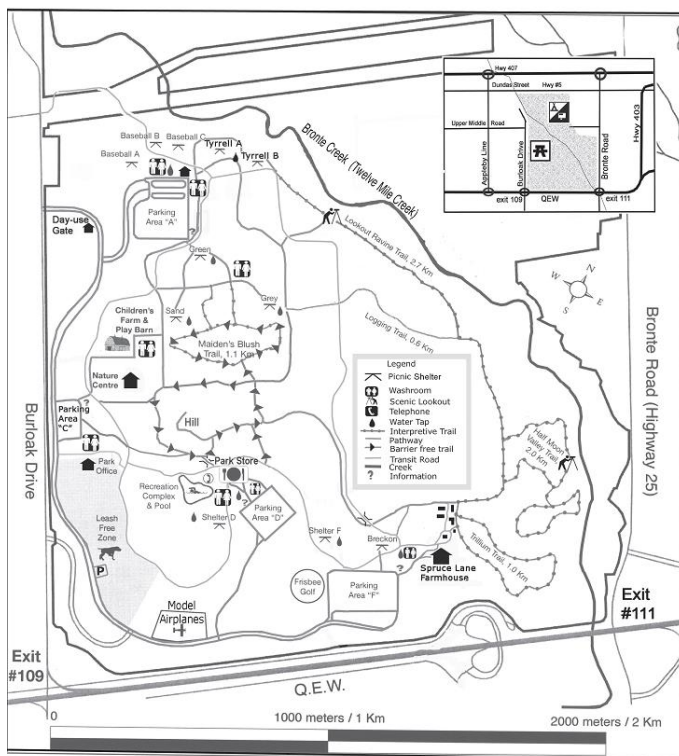 Hwy 407
Dundas Street Hwy #5
Upper Middle Road
Appleby Line
Burloak Drive
Bronte Road
Hwy 403
exit 109 QEW exit 111
Bronte Creek (Twelve Mile Creek)
Baseball B
Baseball C
Baseball A
Tyrrell A
Tyrrell B
Parking
Area "A"
Day-use
Gate
Lookout Ravine Trail, 2.7 Km
Green
Sand
Grey
Logging Trail, 0.6 Km
Children's
Farm &
Play Barn
Maiden's Blush
Trail, 1.1 Km
Nature
Centre
Parking
Area
"C"
Hill
Park
Office
Park Store
Recreation
Complex
& Pool
Shelter D
Parking
Area "D"
Leash
Free
Zone
P
Shelter F
Breckon
Frisbee
Golf
Parking
Area "F"
Spruce Lane
Farmhouse
Model
Airplanes
Half Moon
Valley Trail,
2.0 Km
Trillium Trail, 1.0 Km
Legend
Picnic Shelter
Washroom
Scenic Lookout
Telephone
Water Tap
Interpretive Trail
Pathway
Barrier free trail
Transit Road
Creek
? Information
N
W
E
S
Burloak Drive
Bronte Road (Highway 25)
Exit
#109
Exit
#111
Q.E.W.
0 1000 meters / 1 Km 2000 meters / 2 Km